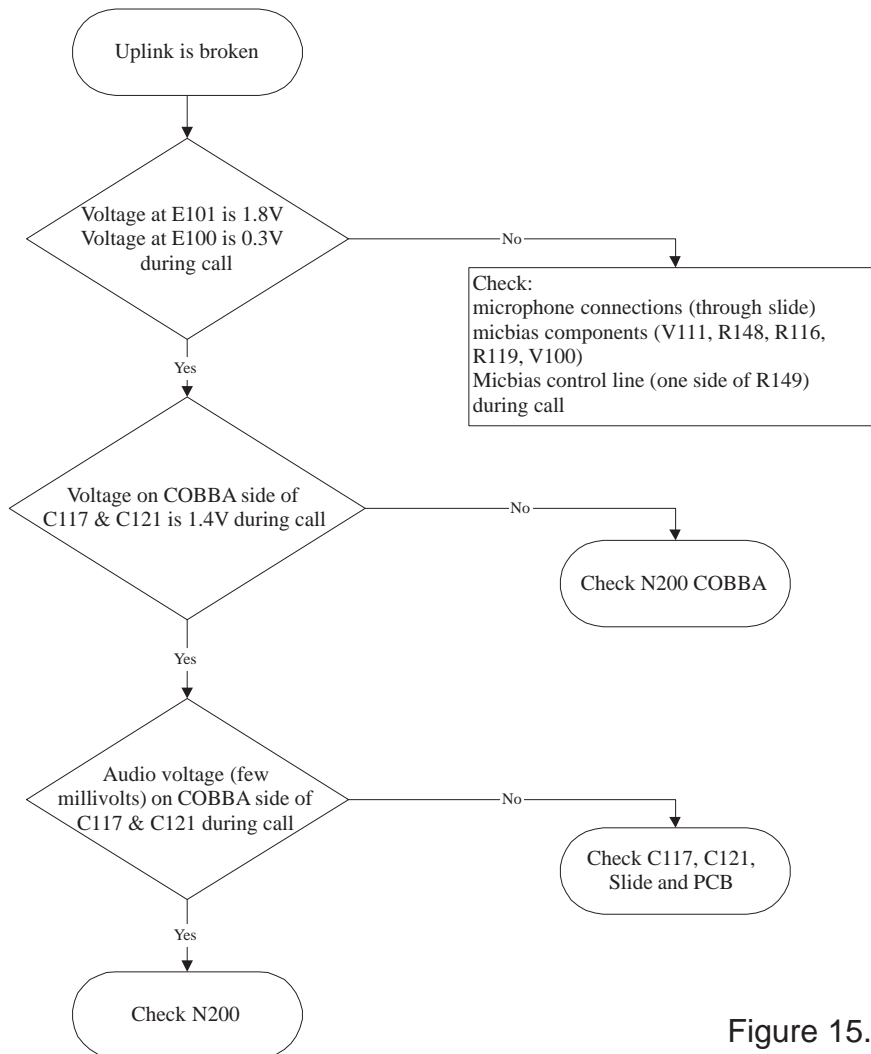 Uplink is broken
Voltage at E101 is 1.8V
Voltage at E100 is 0.3V
during call
No
Check:
microphone connections (through slide)
micbias components (V111, R148, R116,
R119, V100)
Micbias control line (one side of R149)
during call
Yes
Voltage on COBBA side of
C117 & C121 is 1.4V during call
No
Check N200 COBBA
Yes
Audio voltage (few
millivolts) on COBBA side of
C117 & C121 during call
No
Check C117, C121,
Slide and PCB
Yes
Check N200
Figure 15.